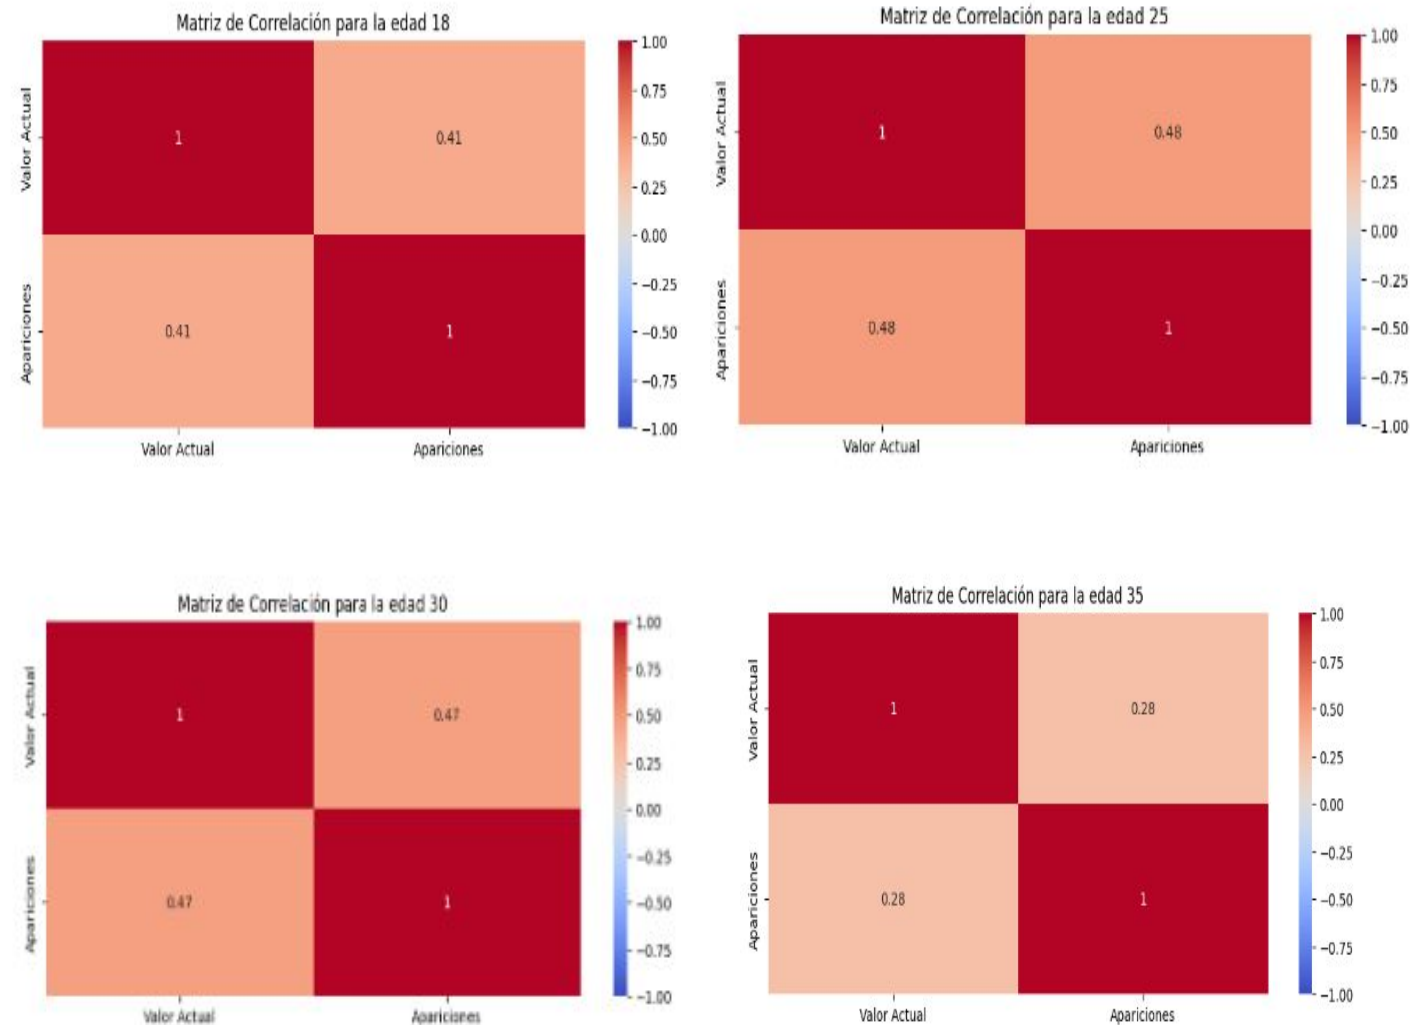 Matriz de Correlación para la edad 18
Valor Actual
Apariciones
1
0.41
0.41
1
Valor Actual
Apariciones
1.00
0.75
0.50
0.25
0.00
−0.25
−0.50
−0.75
−1.00
Matriz de Correlación para la edad 25
Valor Actual
Apariciones
1
0.48
0.48
1
Valor Actual
Apariciones
1.00
0.75
0.50
0.25
0.00
−0.25
−0.50
−0.75
−1.00
Matriz de Correlación para la edad 30
Valor Actual
Apariciones
1
0.47
0.47
1
Valor Actual
Apariciones
1.00
0.75
0.50
0.25
0.00
−0.25
−0.50
−0.75
−1.00
Matriz de Correlación para la edad 35
Valor Actual
Apariciones
1
0.28
0.28
1
Valor Actual
Apariciones
1.00
0.75
0.50
0.25
0.00
−0.25
−0.50
−0.75
−1.00